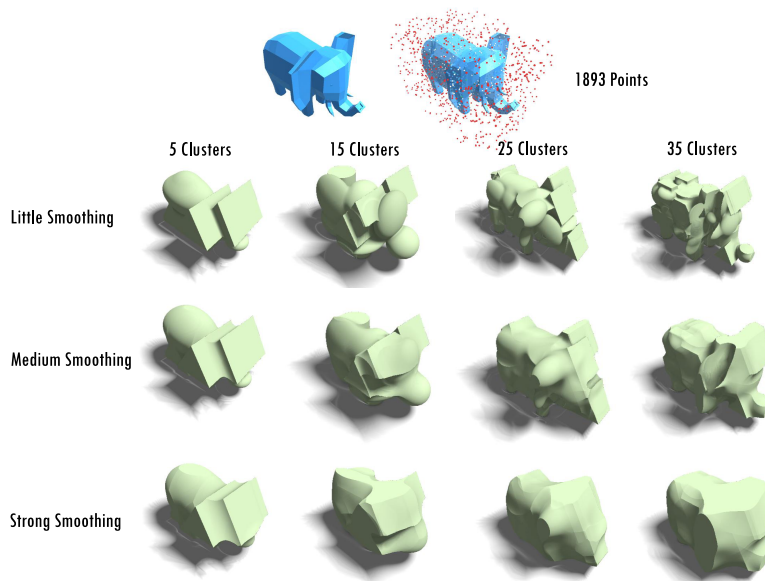 1893 Points
5 Clusters
15 Clusters
25 Clusters
35 Clusters
Little Smoothing
Medium Smoothing
Strong Smoothing